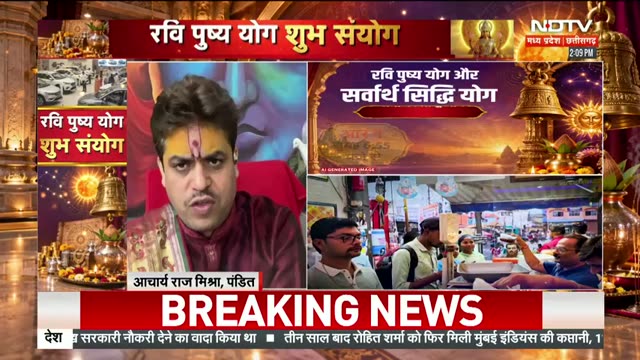 रवि पुष्य योग शुभ संयोग
NDTV
मध्य प्रदेश | छत्तीसगढ़
2:09 PM
रवि पुष्य योग
शुभ संयोग
रवि पुष्य योग और
सर्वार्थ सिद्धि योग
AI GENERATED IMAGE
आचार्य राज मिश्रा, पंडित
BREAKING NEWS
देश
सरकारी नौकरी देने का वादा किया था
तीन साल बाद रोहित शर्मा को फिर मिली मुंबई इंडियंस की कप्तानी, 1